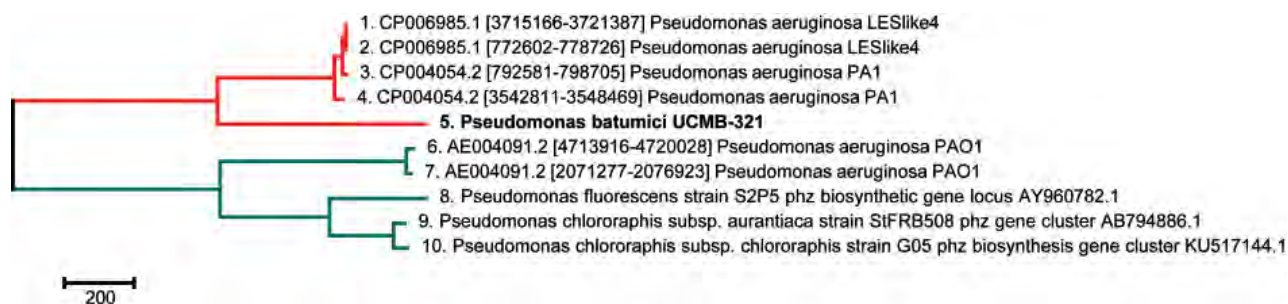 1. CP006985.1 [3715166-3721387] Pseudomonas aeruginosa LESlike4
2. CP006985.1 [772602-778726] Pseudomonas aeruginosa LESlike4
3. CP004054.2 [792581-798705] Pseudomonas aeruginosa PA1
4. CP004054.2 [3542811-3548469] Pseudomonas aeruginosa PA1
5. Pseudomonas batumici UCMB-321
6. AE004091.2 [4713916-4720028] Pseudomonas aeruginosa PAO1
7. AE004091.2 [2071277-2076923] Pseudomonas aeruginosa PAO1
8. Pseudomonas fluorescens strain S2P5 phz biosynthetic gene locus AY960782.1
9. Pseudomonas chlororaphis subsp. aurantiaca strain StFRB508 phz gene cluster AB794886.1
10. Pseudomonas chlororaphis subsp. chlororaphis strain G05 phz biosynthesis gene cluster KU517144.1
200